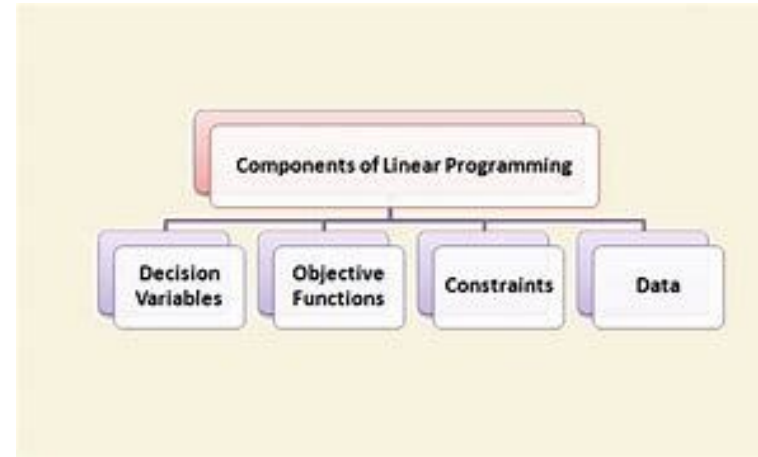 Components of Linear Programming
Decision
Variables
Objective
Functions
Constraints
Data